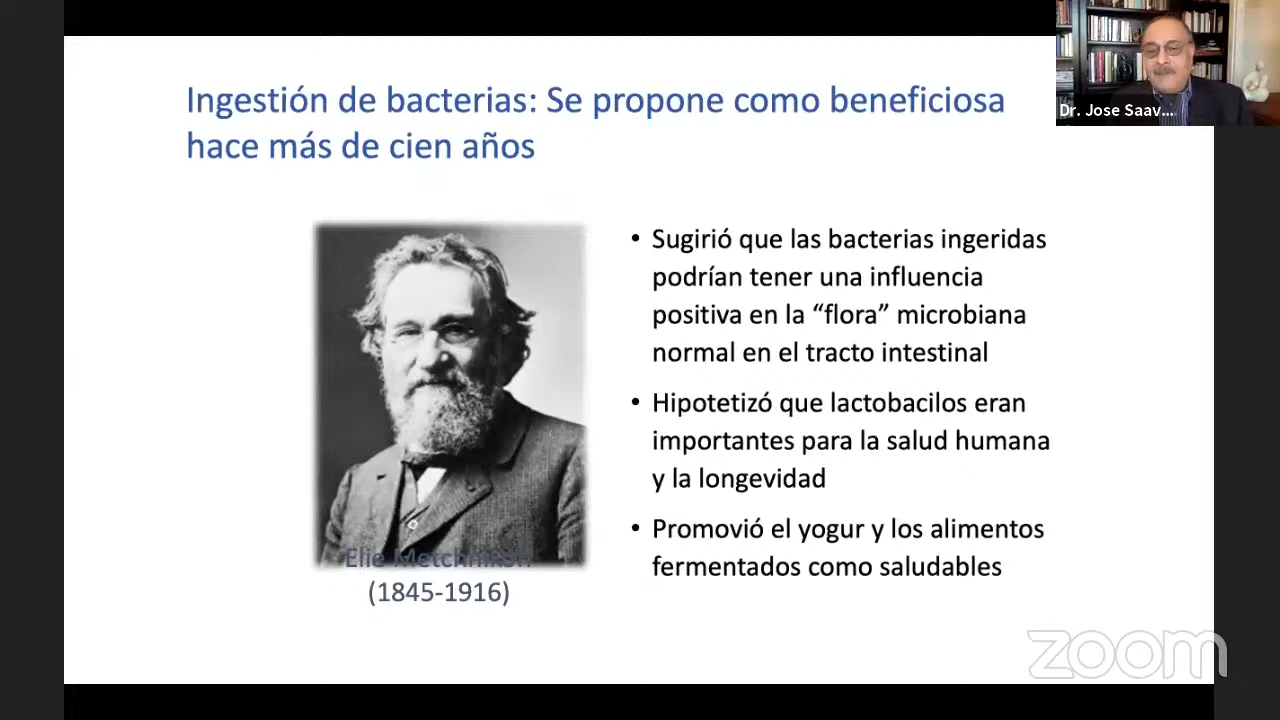 Ingestión de bacterias: Se propone como beneficiosa
hace más de cien años
Dr. Jose Saav...
• Sugirió que las bacterias ingeridas
podrían tener una influencia
positiva en la “flora” microbiana
normal en el tracto intestinal
• Hipotetizó que lactobacilos eran
importantes para la salud humana
y la longevidad
• Promovió el yogur y los alimentos
fermentados como saludables
Elie
(1845-1916)
zoom